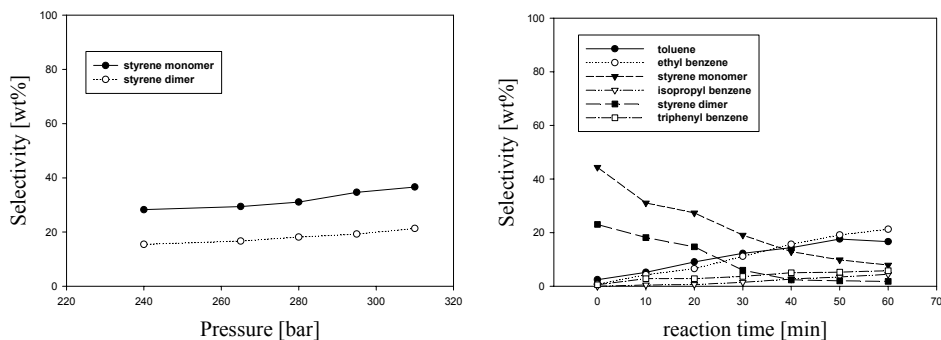 100
80
60
40
20
0
Selectivity [wt%]
styrene monomer
styrene dimer
220 240 260 280 300 320
Pressure [bar]
100
80
60
40
20
0
Selectivity [wt%]
toluene
ethyl benzene
styrene monomer
isopropyl benzene
styrene dimer
triphenyl benzene
0 10 20 30 40 50 60 70
reaction time [min]